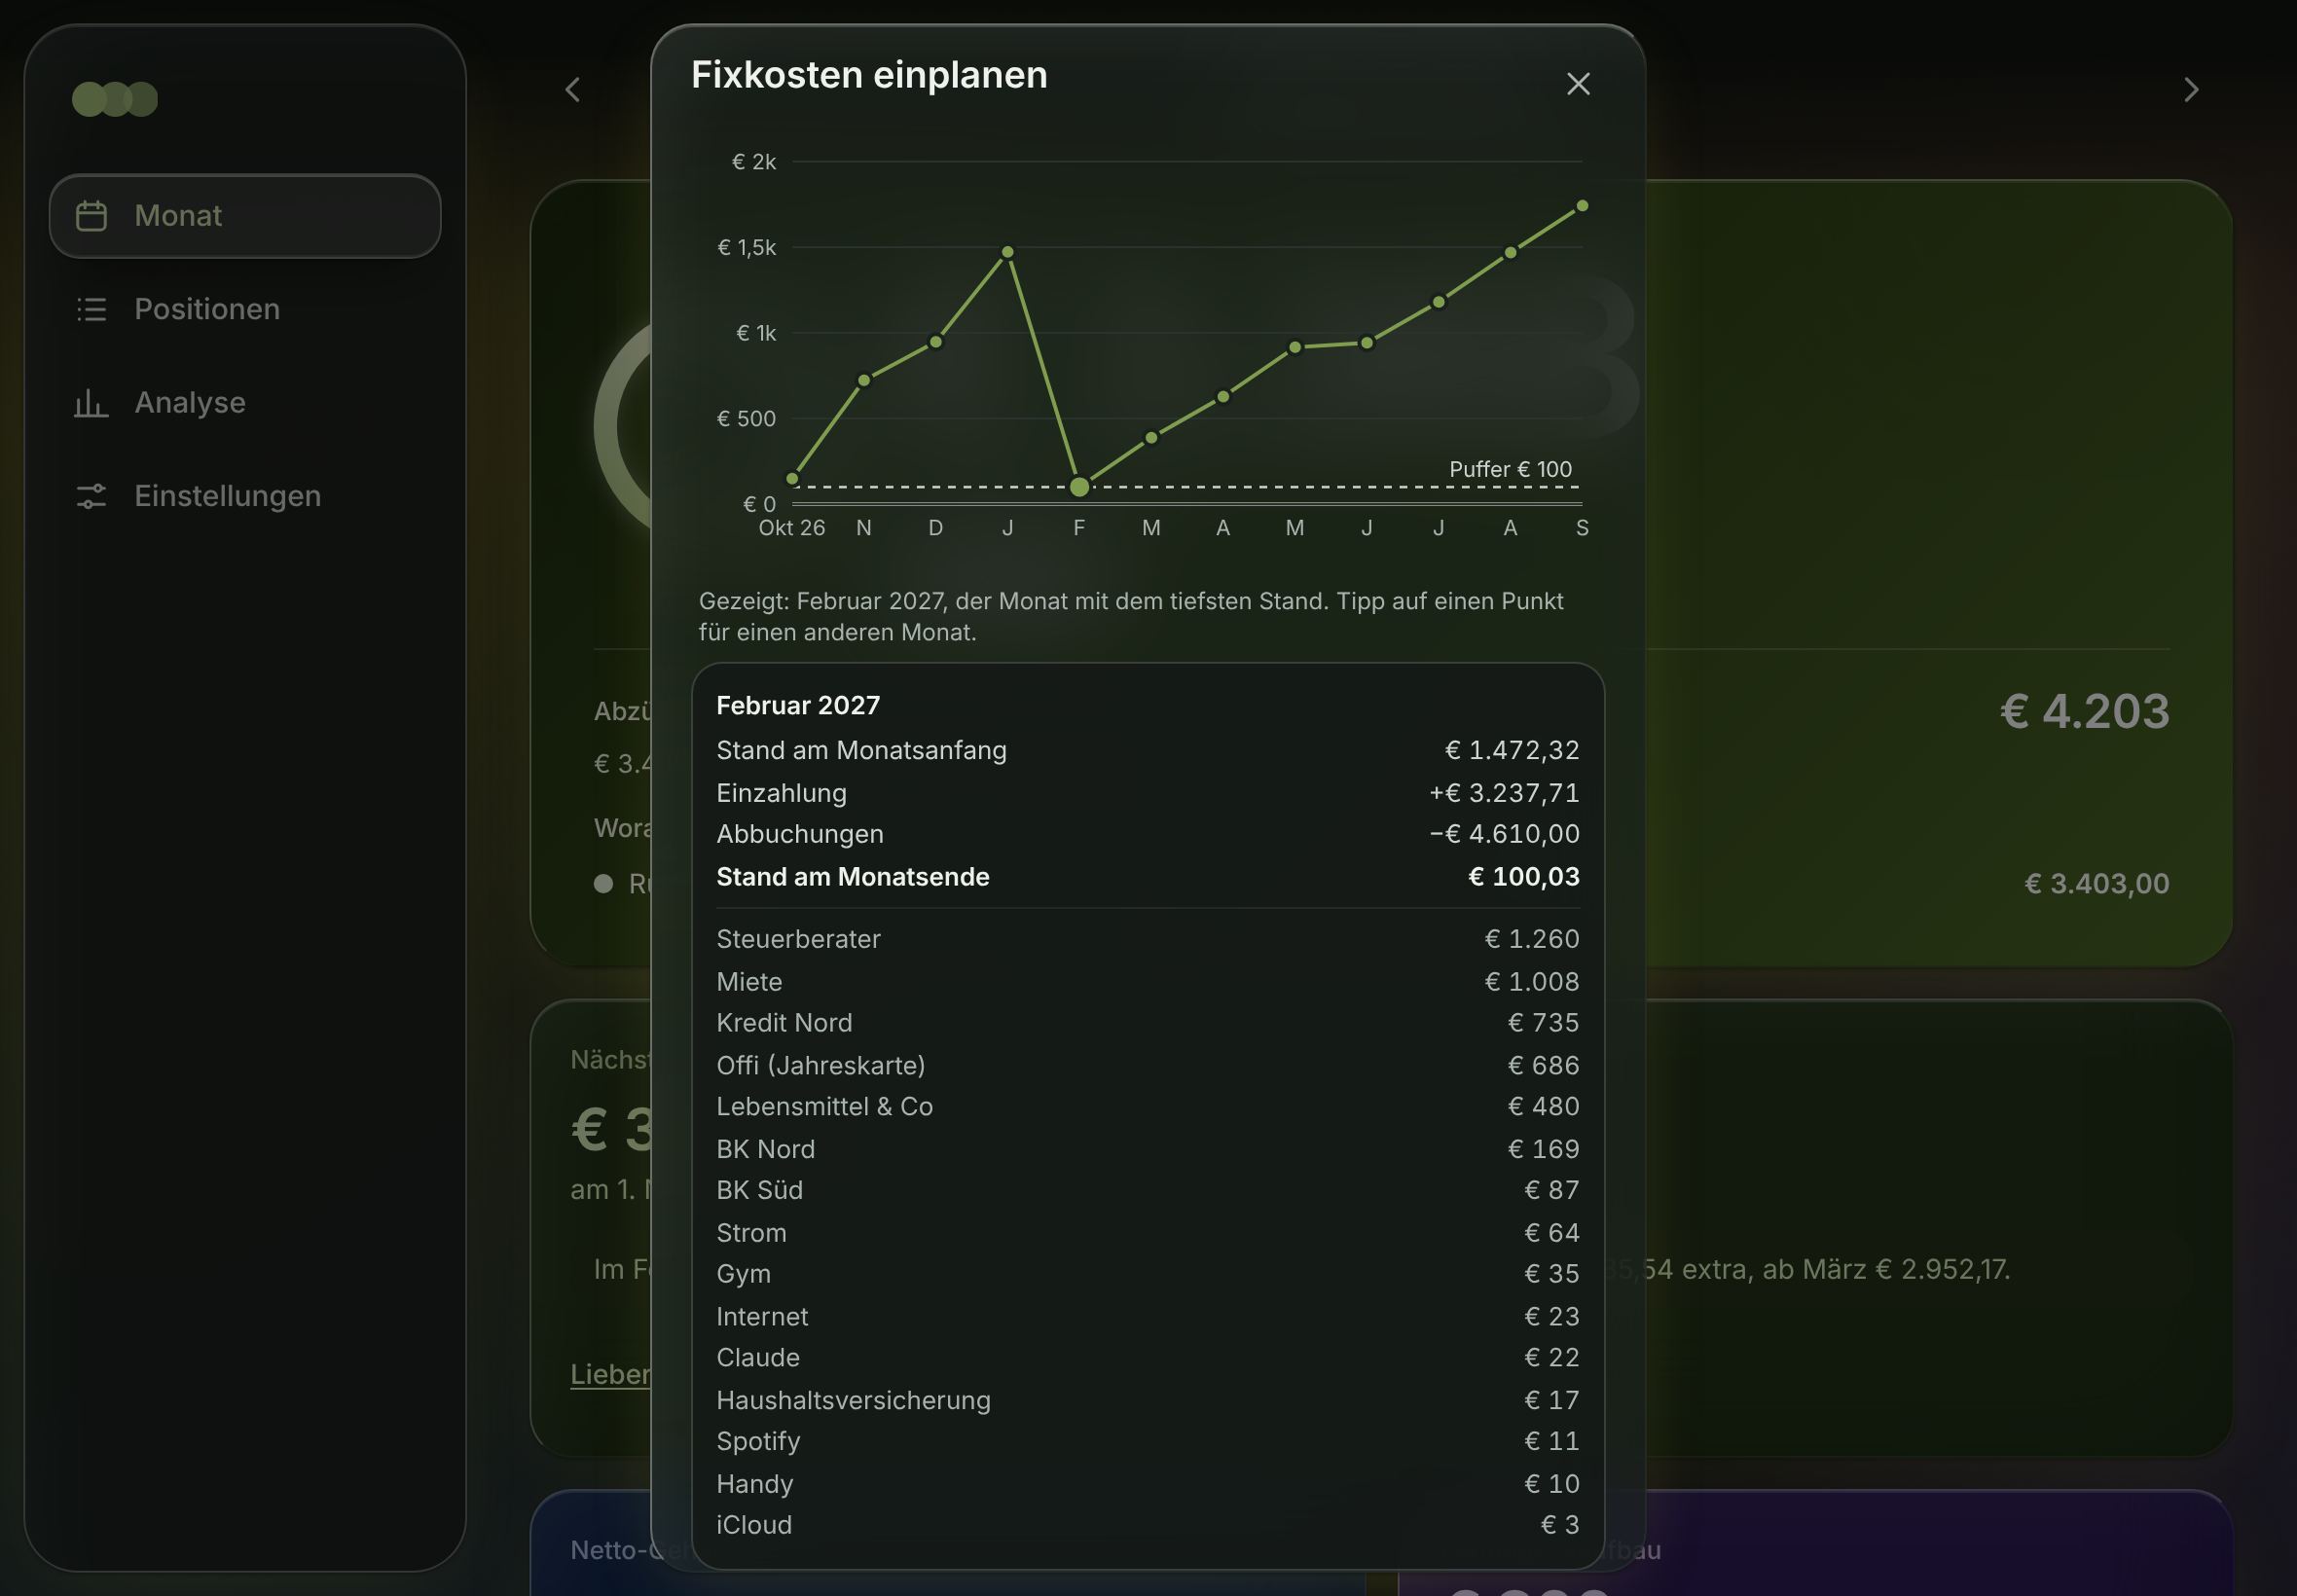 Fixkosten einplanen
Monat
Positionen
Analyse
Einstellungen
€ 2k
€ 1,5k
€ 1k
€ 500
€ 0
Puffer € 100
Okt 26 N D J F M A M J J A S
Gezeigt: Februar 2027, der Monat mit dem tiefsten Stand. Tipp auf einen Punkt
für einen anderen Monat.
Februar 2027
Stand am Monatsanfang € 1.472,32
Einzahlung +€ 3.237,71
Abbuchungen −€ 4.610,00
Stand am Monatsende € 100,03
Steuerberater € 1.260
Miete € 1.008
Kredit Nord € 735
Offi (Jahreskarte) € 686
Lebensmittel & Co € 480
BK Nord € 169
BK Süd € 87
Strom € 64
Gym € 35
Internet € 23
Claude € 22
Haushaltsversicherung € 17
Spotify € 11
Handy € 10
iCloud € 3
€ 4.203
€ 3.403,00
am 1.
Im
extra, ab März € 2.952,17.